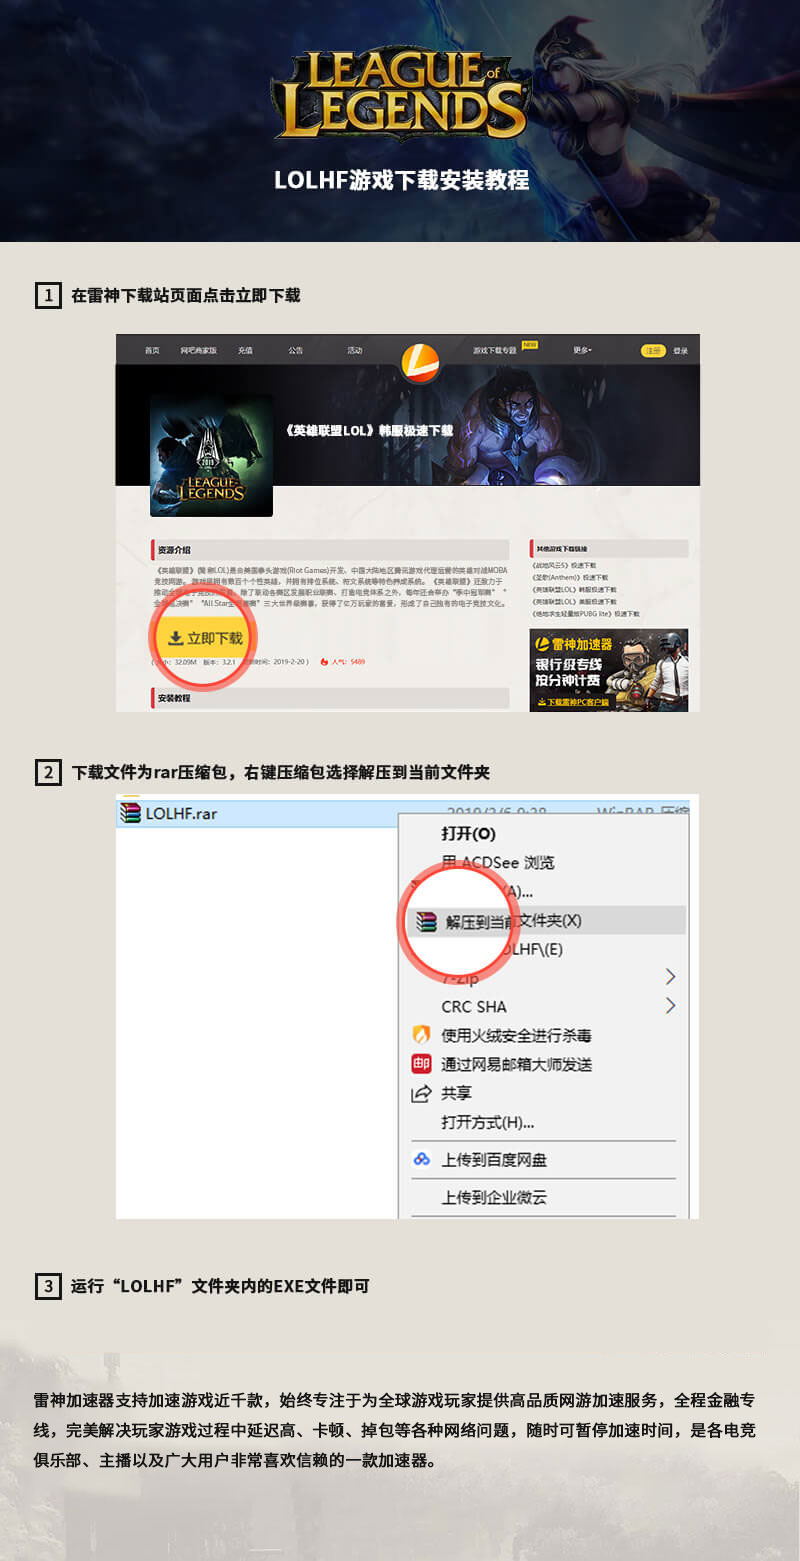 LEAGUE of
LEGENDS
LOLHF游戏下载安装教程
1 在雷神下载站页面点击立即下载
首页 网吧商家版 充值 公告 活动 游戏下载专题 NEW 更多 注册 登录
《英雄联盟LOL》韩服极速下载
2019
LEAGUE OF
LEGENDS
资源介绍
《英雄联盟》(简称LOL)是由美国拳头游戏(Riot Games)开发、中国大陆地区腾讯游戏代理运营的英雄对战MOBA
竞技网游。游戏里拥有数百个个性英雄，并拥有排位系统、符文系统等特色养成系统。《英雄联盟》还致力于
推动全球电子竞技的发展，除了联动各赛区发展职业联赛、打造电竞体系之外，每年还会举办“季中冠军赛”“
全球总决赛”“All Star全明星赛”三大世界级赛事，获得了亿万玩家的喜爱，形成了自己独有的电子竞技文化。
立即下载
大小：32.09M 版本：3.2.1 更新时间：2019-2-20 ) 人气：5489
安装教程
其他游戏下载链接
《战地风云5》极速下载
《圣歌(Anthem)》极速下载
《英雄联盟LOL》韩服极速下载
《英雄联盟LOL》美服极速下载
《绝地求生轻量版PUBG lite》极速下载
雷神加速器
银行级专线
按分钟计费
下载雷神PC客户端
2 下载文件为rar压缩包，右键压缩包选择解压到当前文件夹
LOLHF.rar 2019/3/6 9:38 WinRAR 压缩
打开(O)
用 ACDSee 浏览
(A)...
解压到当前文件夹(X)
OLHF\(E)
7-Zip
CRC SHA
使用火绒安全进行杀毒
通过网易邮箱大师发送
共享
打开方式(H)...
上传到百度网盘
上传到企业微云
3 运行“LOLHF”文件夹内的EXE文件即可
雷神加速器支持加速游戏近千款，始终专注于为全球游戏玩家提供高品质网游加速服务，全程金融专
线，完美解决玩家游戏过程中延迟高、卡顿、掉包等各种网络问题，随时可暂停加速时间，是各电竞
俱乐部、主播以及广大用户非常喜欢信赖的一款加速器。